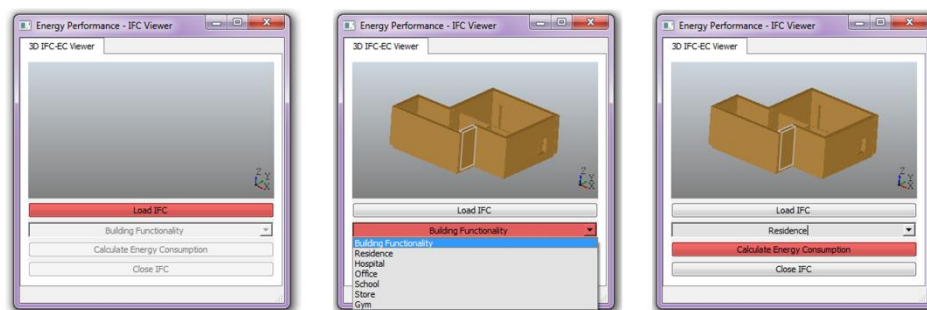 Energy Performance - IFC Viewer
3D IFC-EC Viewer
Z
Y
X
Load IFC
Building Functionality
Calculate Energy Consumption
Close IFC
Energy Performance - IFC Viewer
3D IFC-EC Viewer
Z
Y
X
Load IFC
Building Functionality
Building Functionality
Residence
Hospital
Office
School
Store
Gym
Energy Performance - IFC Viewer
3D IFC-EC Viewer
Z
Y
X
Load IFC
Residence
Calculate Energy Consumption
Close IFC